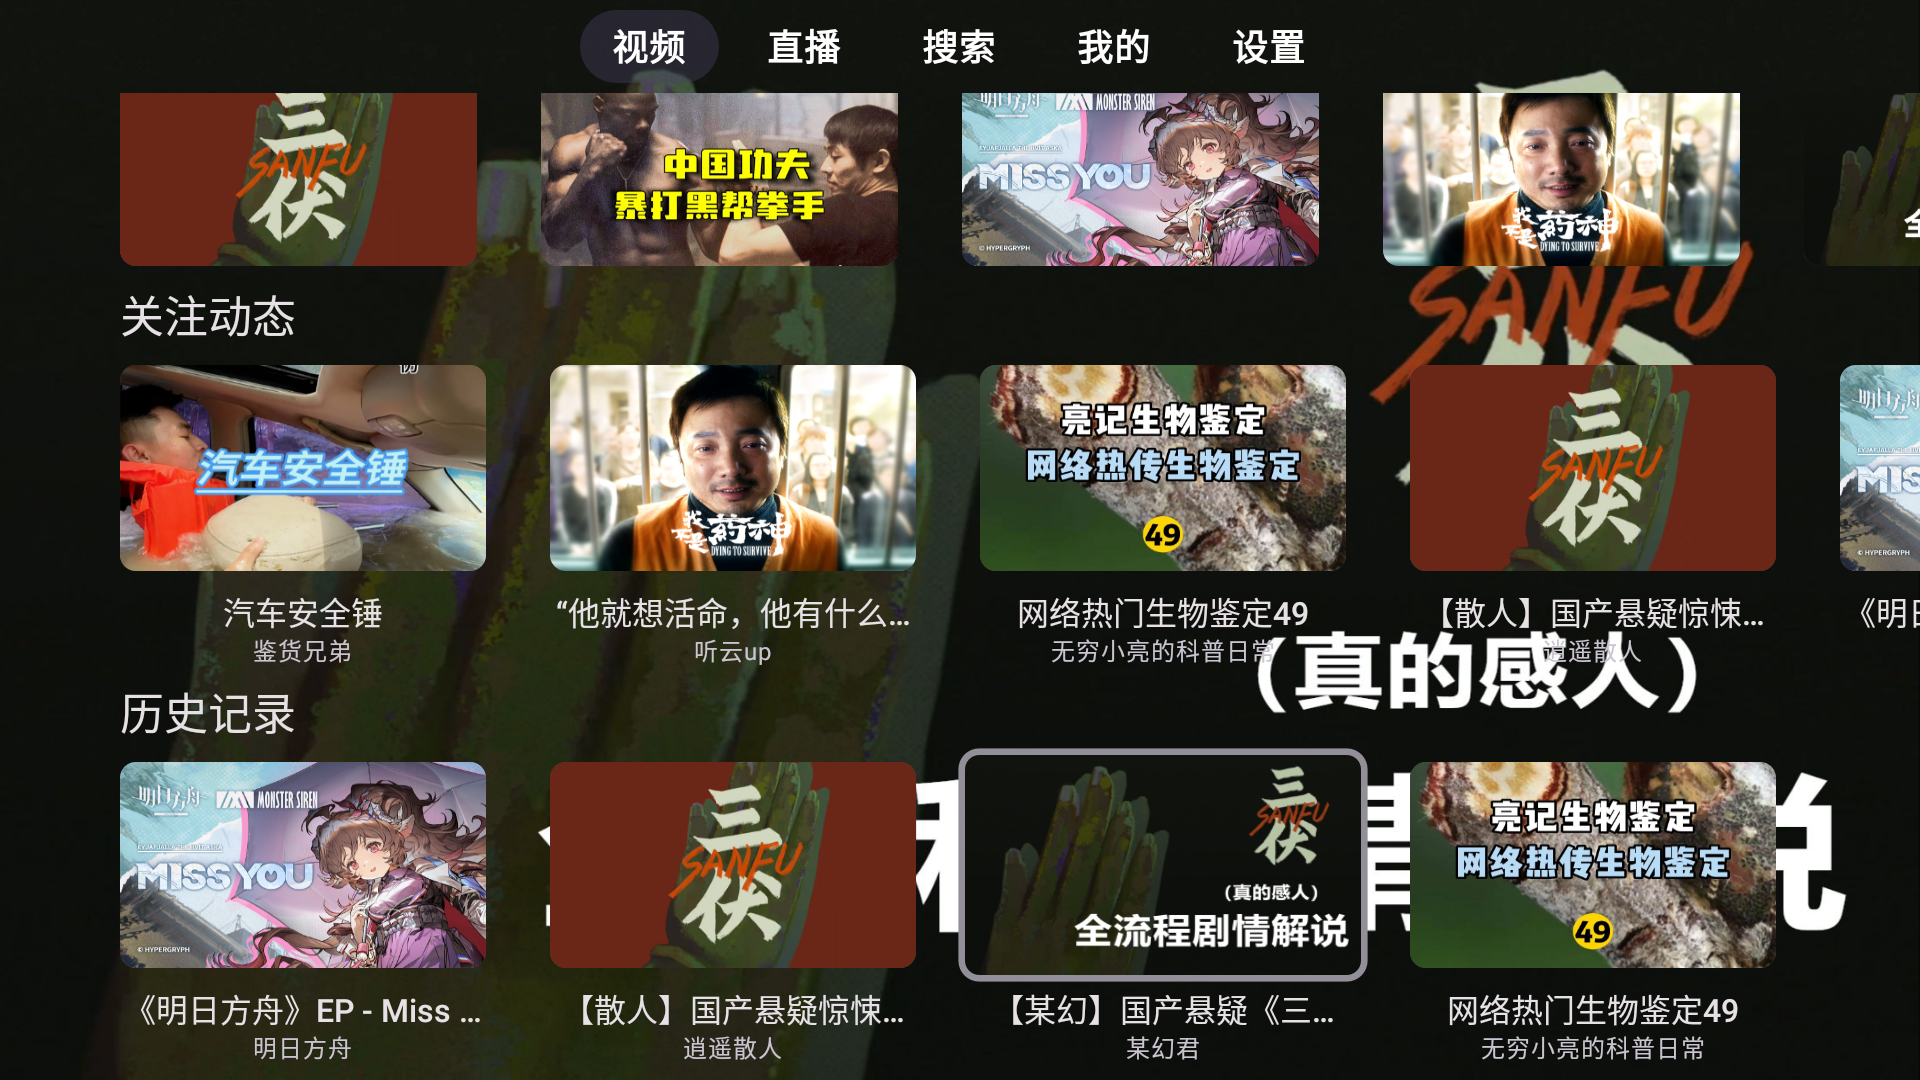 视频
直播
搜索
我的
设置
三
SANFU
伏
中国功夫
暴打黑帮拳手
明日方舟
MONSTER SIREN
MISS YOU
© HYPERGRYPH
我不是药神
DYING TO SURVIVE
全
SANFU
关注动态
汽车安全锤
汽车安全锤
鉴货兄弟
我不是药神
DYING TO SURVIVE
“他就想活命，他有什么...
听云up
亮记生物鉴定
网络热传生物鉴定
49
网络热门生物鉴定49
无穷小亮的科普日常
三
SANFU
伏
【散人】国产悬疑惊悚...
逍遥散人
明日方舟
MISS
© HYPERGRYPH
《明日
（真的感人）
历史记录
明日方舟
MONSTER SIREN
MISS YOU
© HYPERGRYPH
《明日方舟》EP - Miss ...
明日方舟
三
SANFU
伏
【散人】国产悬疑惊悚...
逍遥散人
三
SANFU
伏
（真的感人）
全流程剧情解说
【某幻】国产悬疑《三...
某幻君
亮记生物鉴定
网络热传生物鉴定
49
网络热门生物鉴定49
无穷小亮的科普日常